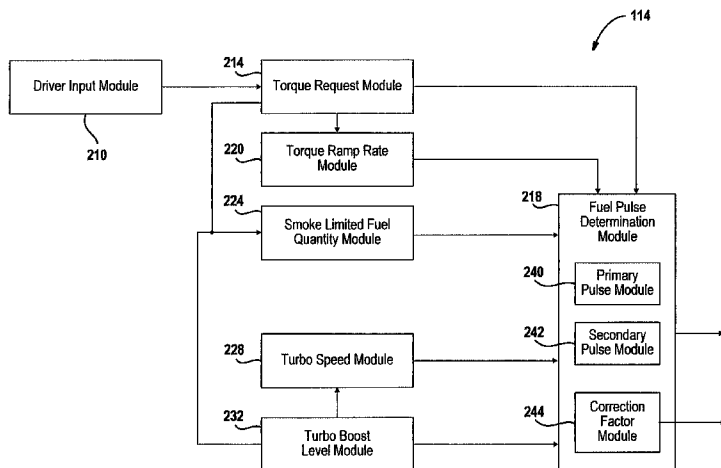 114
214
Driver Input Module
Torque Request Module
210
220
Torque Ramp Rate
Module
224
218
Fuel Pulse
Determination
Module
Smoke Limited Fuel
Quantity Module
240
Primary
Pulse Module
242
Secondary
Pulse Module
228
Turbo Speed Module
232
Turbo Boost
Level Module
244
Correction
Factor
Module